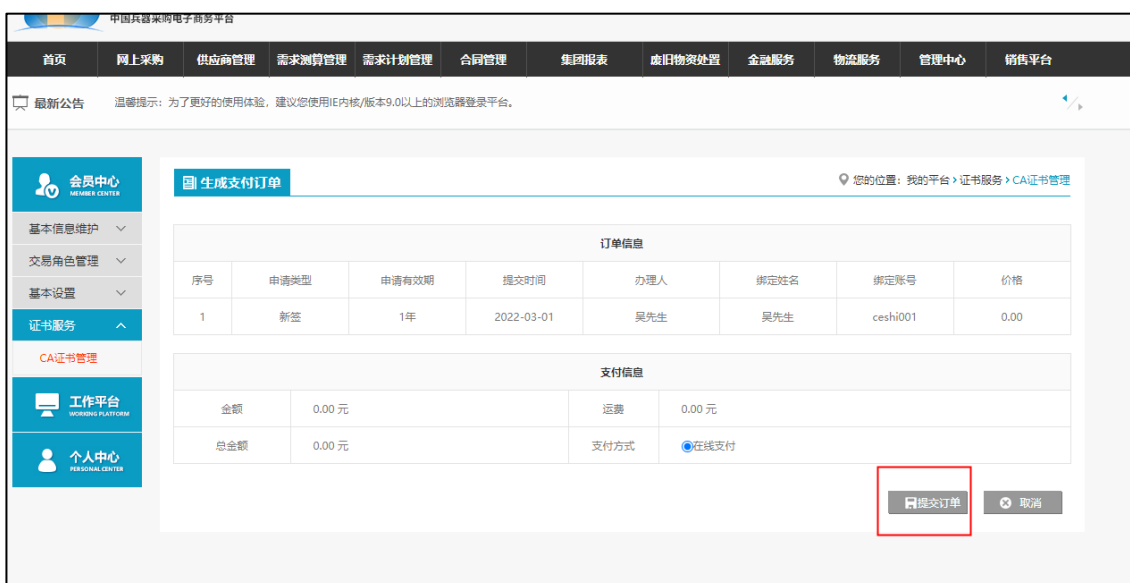 中国兵器采购电子商务平台
首页 网上采购 供应商管理 需求测算管理 需求计划管理 合同管理 集团报表 废旧物资处置 金融服务 物流服务 管理中心 销售平台
最新公告 温馨提示：为了更好的使用体验，建议您使用IE内核/版本9.0以上的浏览器登录平台。
会员中心
MEMBER CENTER
生成支付订单
您的位置：我的平台>证书服务>CA证书管理
基本信息维护
交易角色管理
基本设置
证书服务
CA证书管理
工作平台
WORKING PLATFORM
个人中心
PERSONAL CENTER
订单信息
序号 申请类型 申请有效期 提交时间 办理人 绑定姓名 绑定账号 价格
1 新签 1年 2022-03-01 吴先生 吴先生 ceshi001 0.00
支付信息
金额 0.00 元 运费 0.00 元
总金额 0.00 元 支付方式 在线支付
提交订单 取消